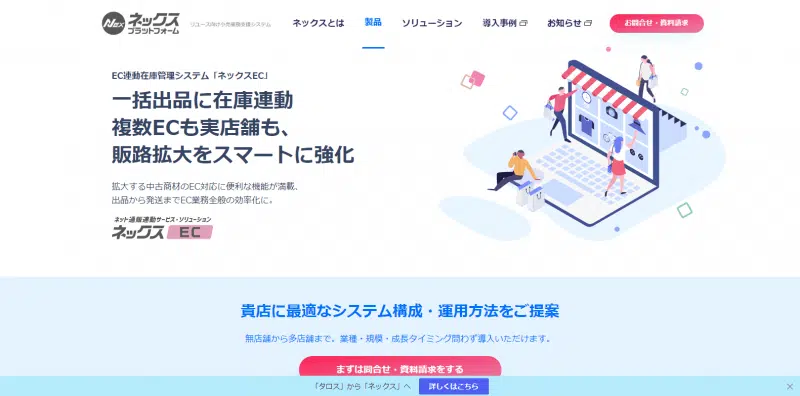 NEX ネックス プラットフォーム
リユース向け小売業務支援システム
ネックスとは 製品 ソリューション 導入事例 お知らせ お問合せ・資料請求
EC連動在庫管理システム「ネックスEC」
一括出品に在庫連動
複数ECも実店舗も、
販路拡大をスマートに強化
拡大する中古商材のEC対応に便利な機能が満載、
出品から発送までEC業務全般の効率化に。
ネット通販連動サービス・ソリューション
ネックス EC
貴店に最適なシステム構成・運用方法をご提案
無店舗から多店舗まで。業種・規模・成長タイミング問わず導入いただけます。
まずは問合せ・資料請求をする
「タロス」から「ネックス」へ 詳しくはこちら